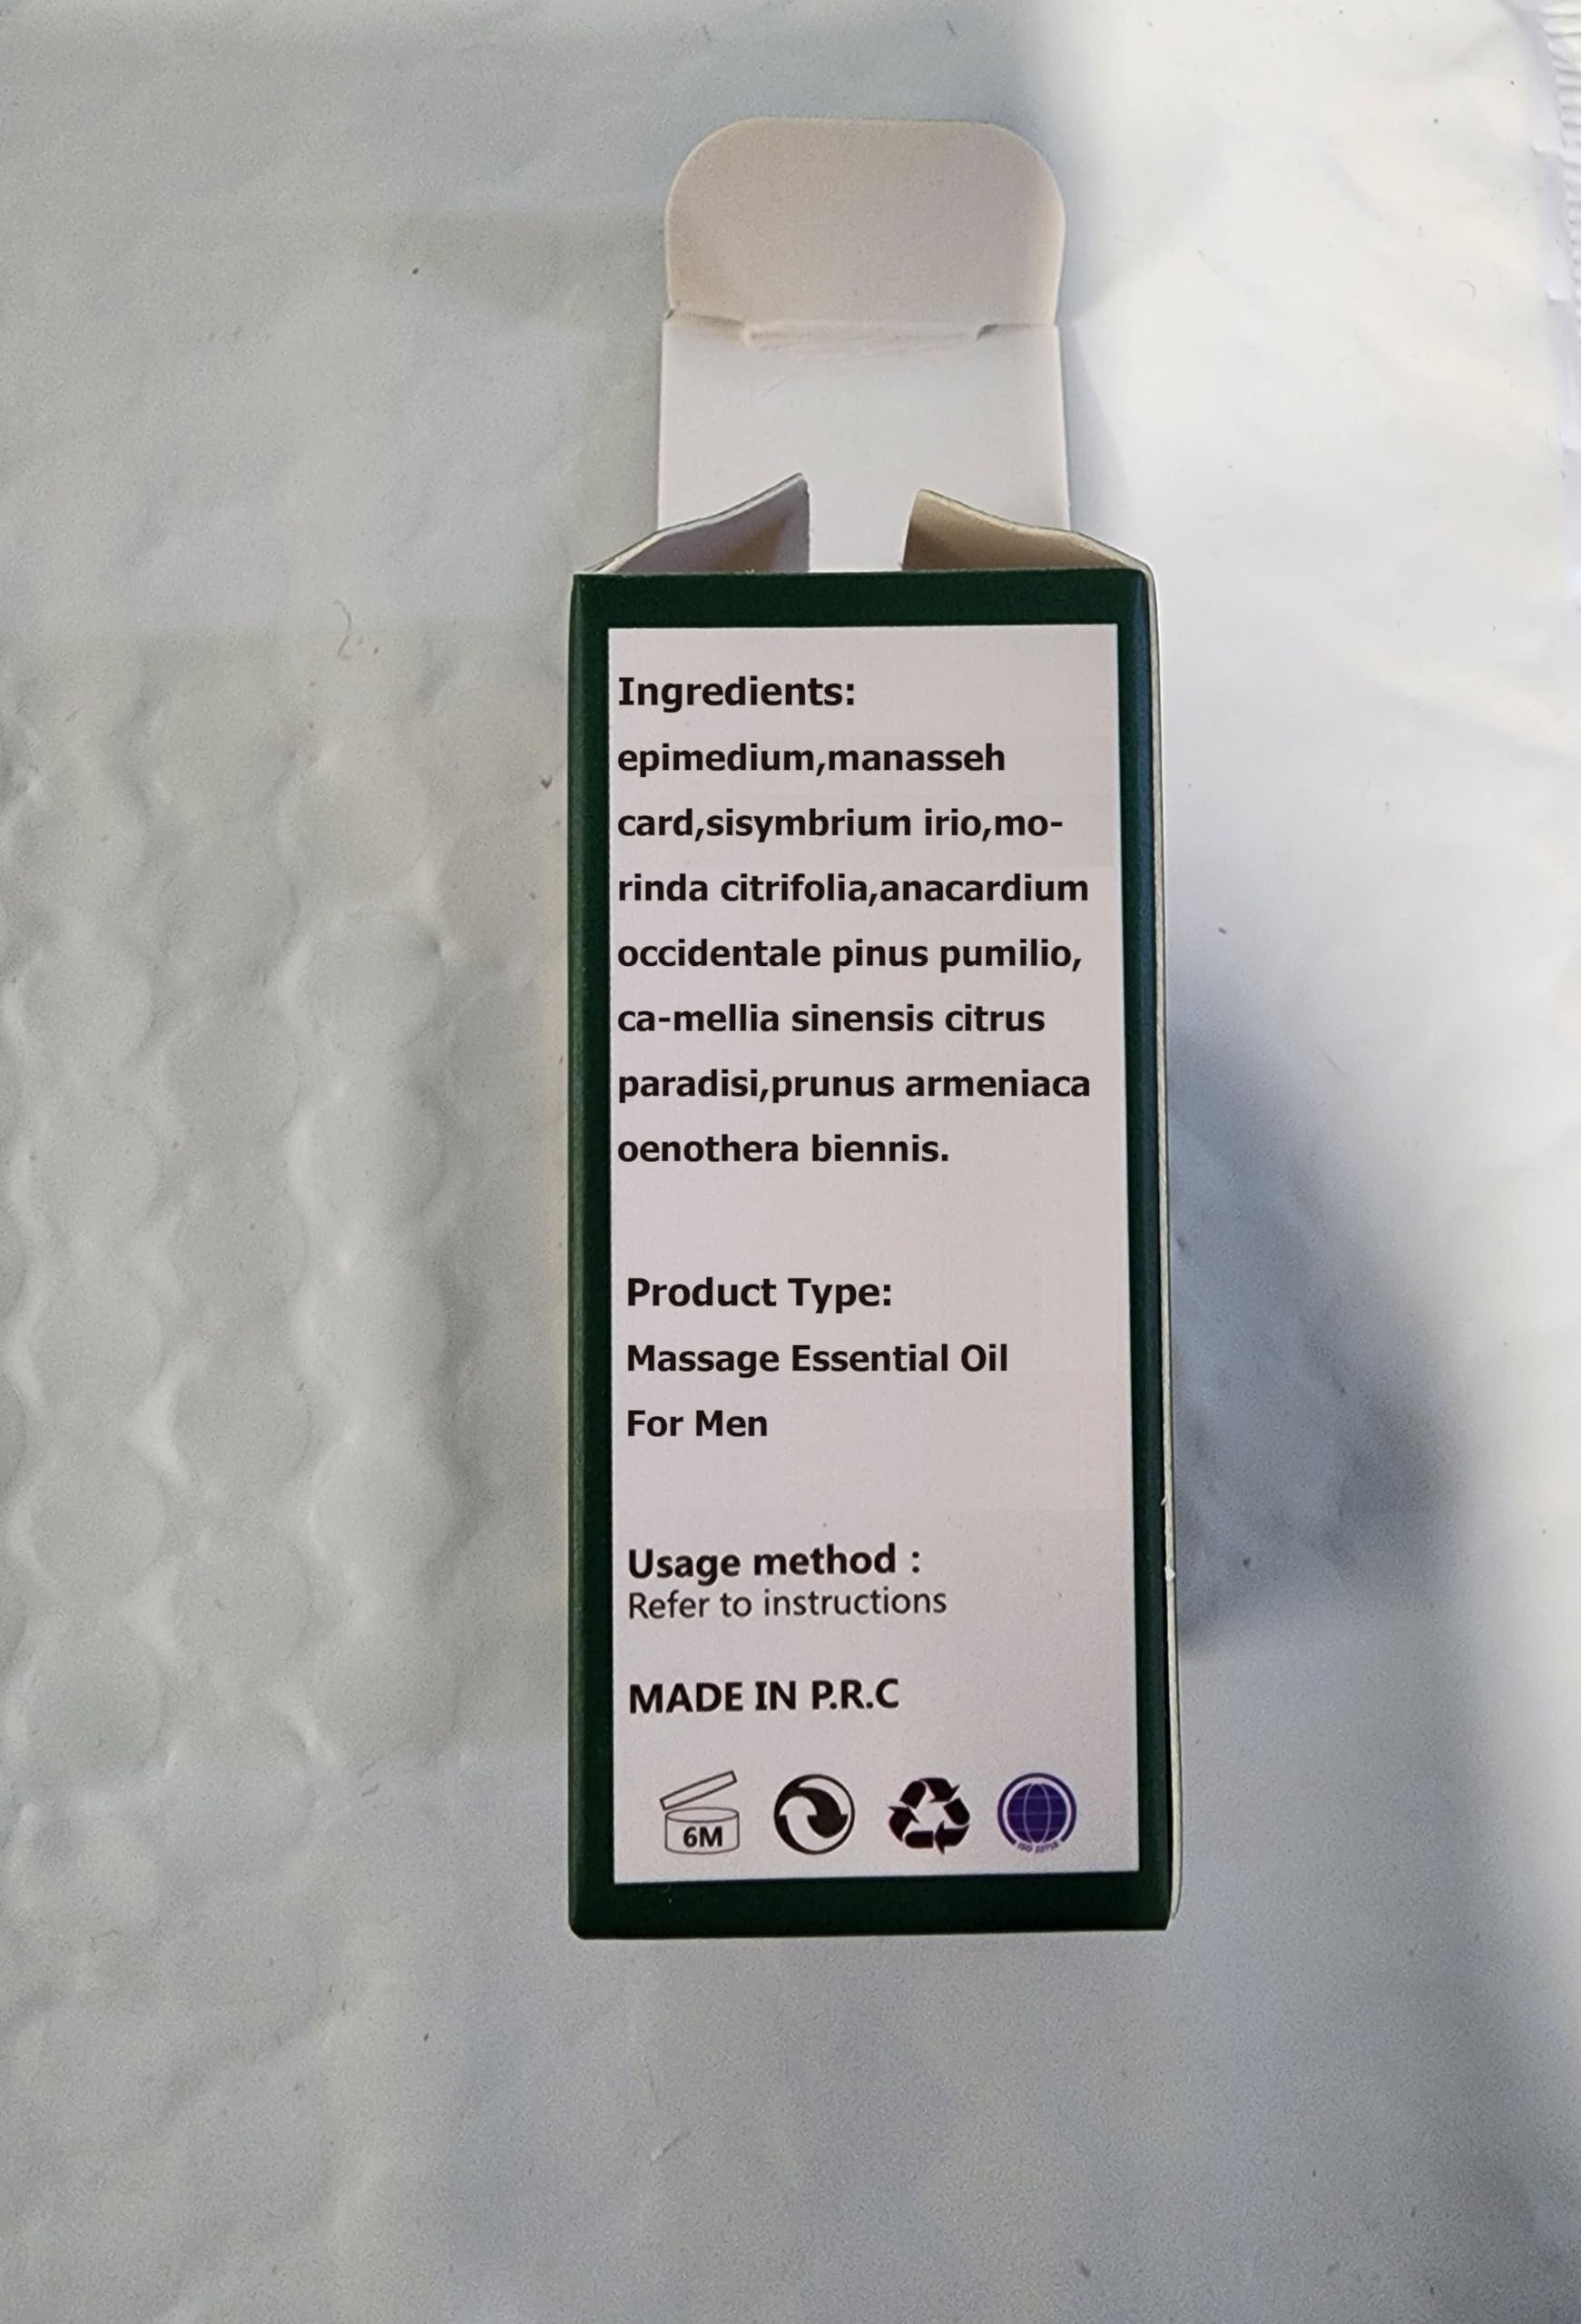 Ingredients:
epimedium,manasseh
card,sisymbrium irio,mo-
rinda citrifolia,anacardium
occidentale pinus pumilio,
ca-mellia sinensis citrus
paradisi,prunus armeniaca
oenothera biennis.
Product Type:
Massage Essential Oil
For Men
Usage method :
Refer to instructions
MADE IN P.R.C
6M
ISO